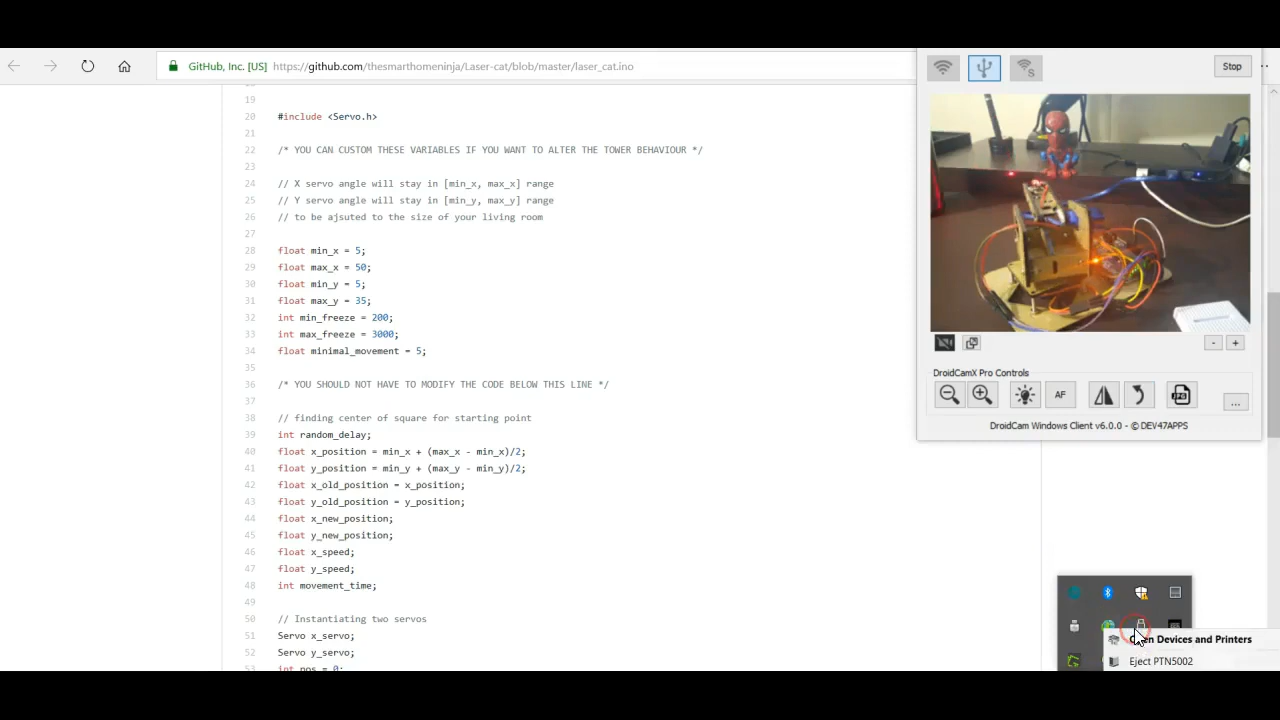 GitHub, Inc. [US] https://github.com/thesmarthomeninja/Laser-cat/blob/master/laser_cat.ino
Stop
19
20 #include <Servo.h>
21
22 /* YOU CAN CUSTOM THESE VARIABLES IF YOU WANT TO ALTER THE TOWER BEHAVIOUR */
23
24 // X servo angle will stay in [min_x, max_x] range
25 // Y servo angle will stay in [min_y, max_y] range
26 // to be ajsuted to the size of your living room
27
28 float min_x = 5;
29 float max_x = 50;
30 float min_y = 5;
31 float max_y = 35;
32 int min_freeze = 200;
33 int max_freeze = 3000;
34 float minimal_movement = 5;
35
36 /* YOU SHOULD NOT HAVE TO MODIFY THE CODE BELOW THIS LINE */
37
38 // finding center of square for starting point
39 int random_delay;
40 float x_position = min_x + (max_x - min_x)/2;
41 float y_position = min_y + (max_y - min_y)/2;
42 float x_old_position = x_position;
43 float y_old_position = y_position;
44 float x_new_position;
45 float y_new_position;
46 float x_speed;
47 float y_speed;
48 int movement_time;
49
50 // Instantiating two servos
51 Servo x_servo;
52 Servo y_servo;
53 int pos = 0;
- +
DroidCamX Pro Controls
AF
JPG
...
DroidCam Windows Client v6.0.0 - © DEV47APPS
Devices and Printers
Eject PTN5002